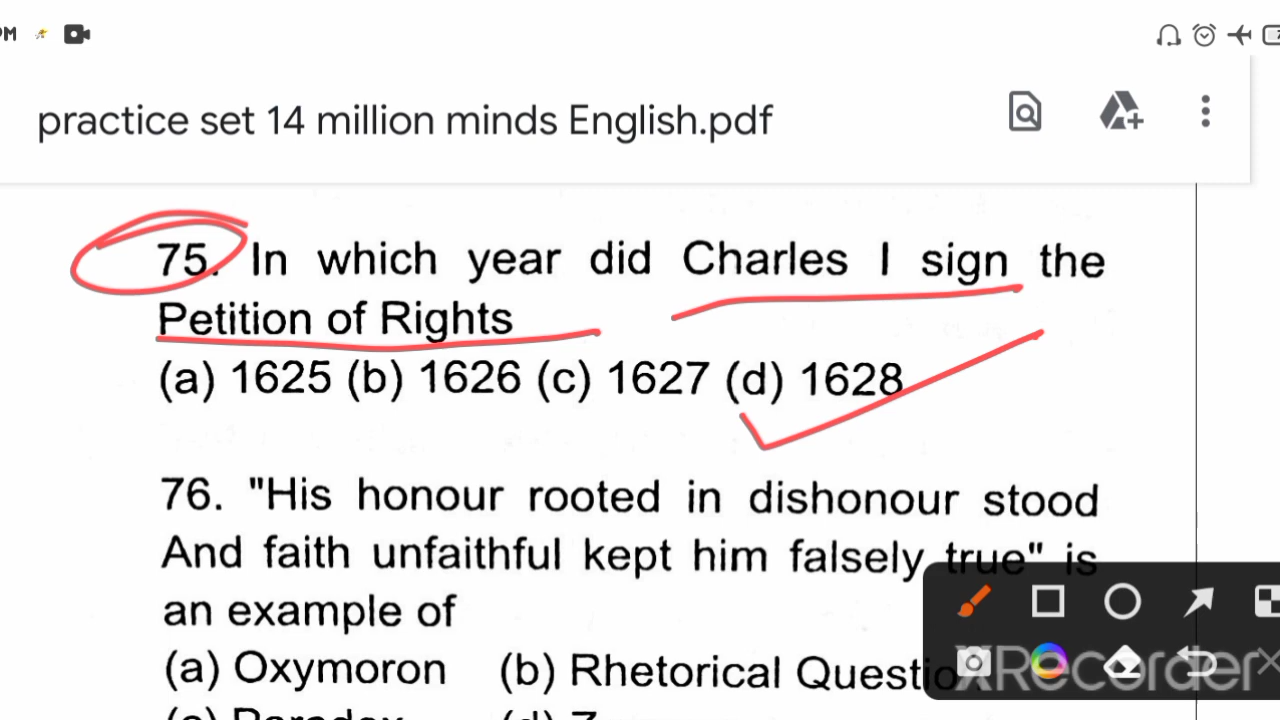 practice set 14 million minds English.pdf
75. In which year did Charles I sign the
Petition of Rights
(a) 1625 (b) 1626 (c) 1627 (d) 1628
76. "His honour rooted in dishonour stood
And faith unfaithful kept him falsely true" is
an example of
(a) Oxymoron (b) Rhetorical Questio
XRecorder
(c) Paradox (d)